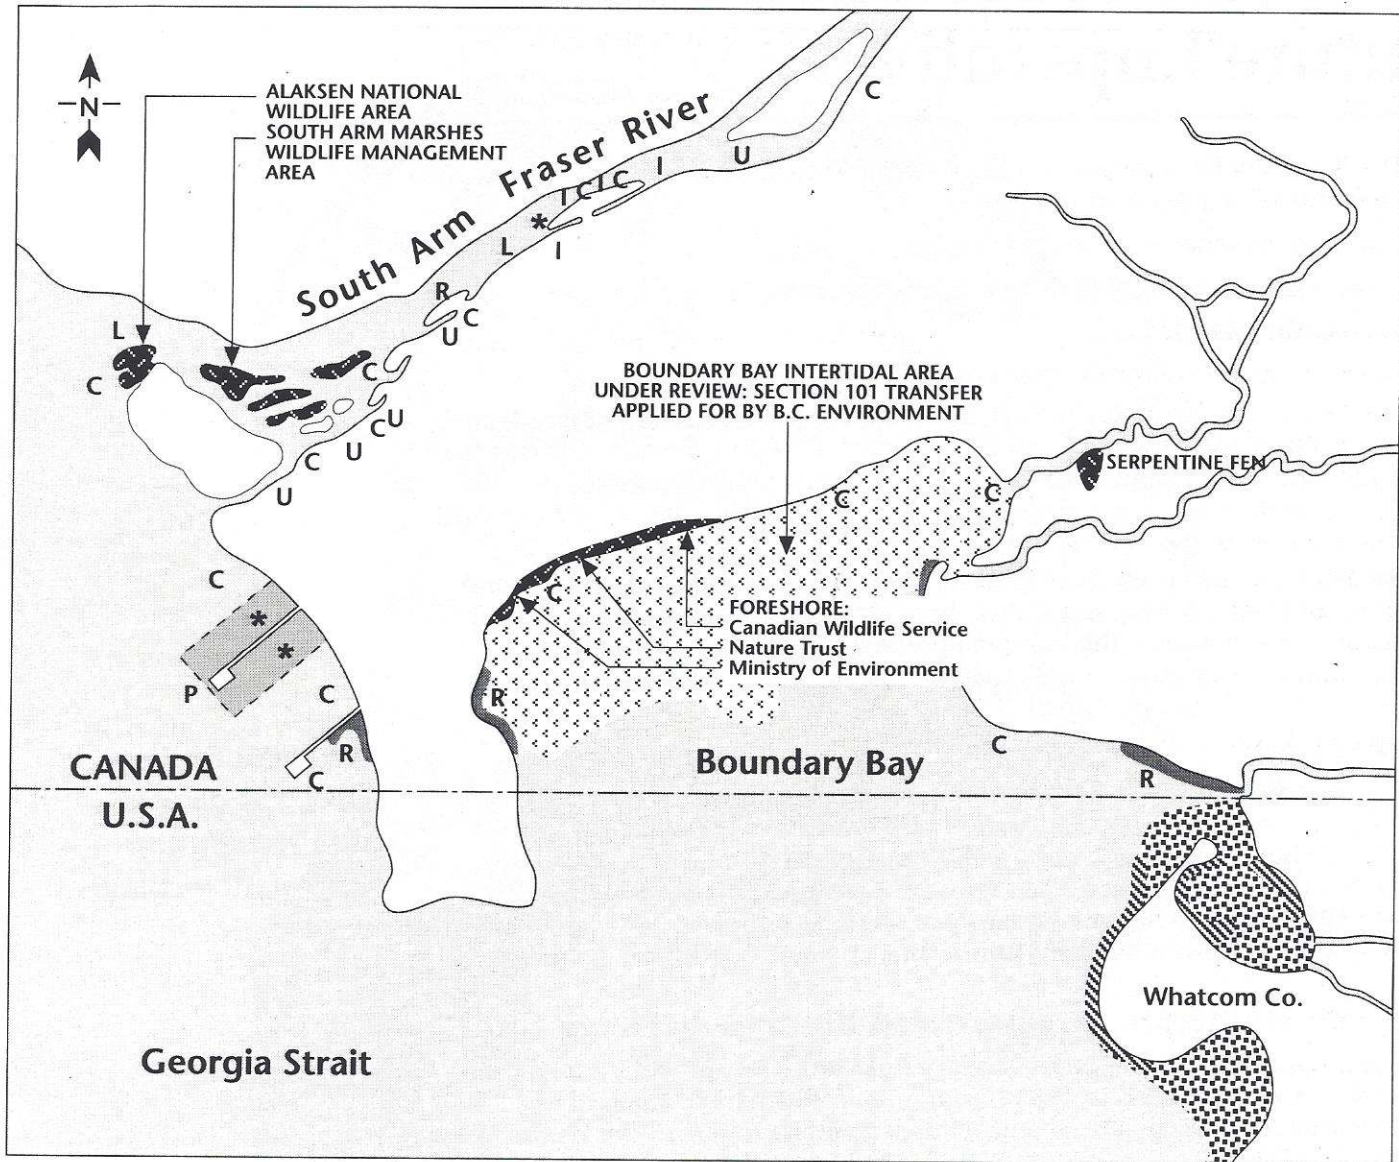 N
ALAKSEN NATIONAL
WILDLIFE AREA
SOUTH ARM MARSHES
WILDLIFE MANAGEMENT
AREA
South Arm Fraser River
C
U
I
I C I C
*
L
I
R
C
U
L
C
C
U
C
U
C
U
BOUNDARY BAY INTERTIDAL AREA
UNDER REVIEW: SECTION 101 TRANSFER
APPLIED FOR BY B.C. ENVIRONMENT
SERPENTINE FEN
C
C
C
C
*
*
P
C
R
C
FORESHORE:
Canadian Wildlife Service
Nature Trust
Ministry of Environment
R
C
R
Boundary Bay
CANADA
U.S.A.
Whatcom Co.
Georgia Strait